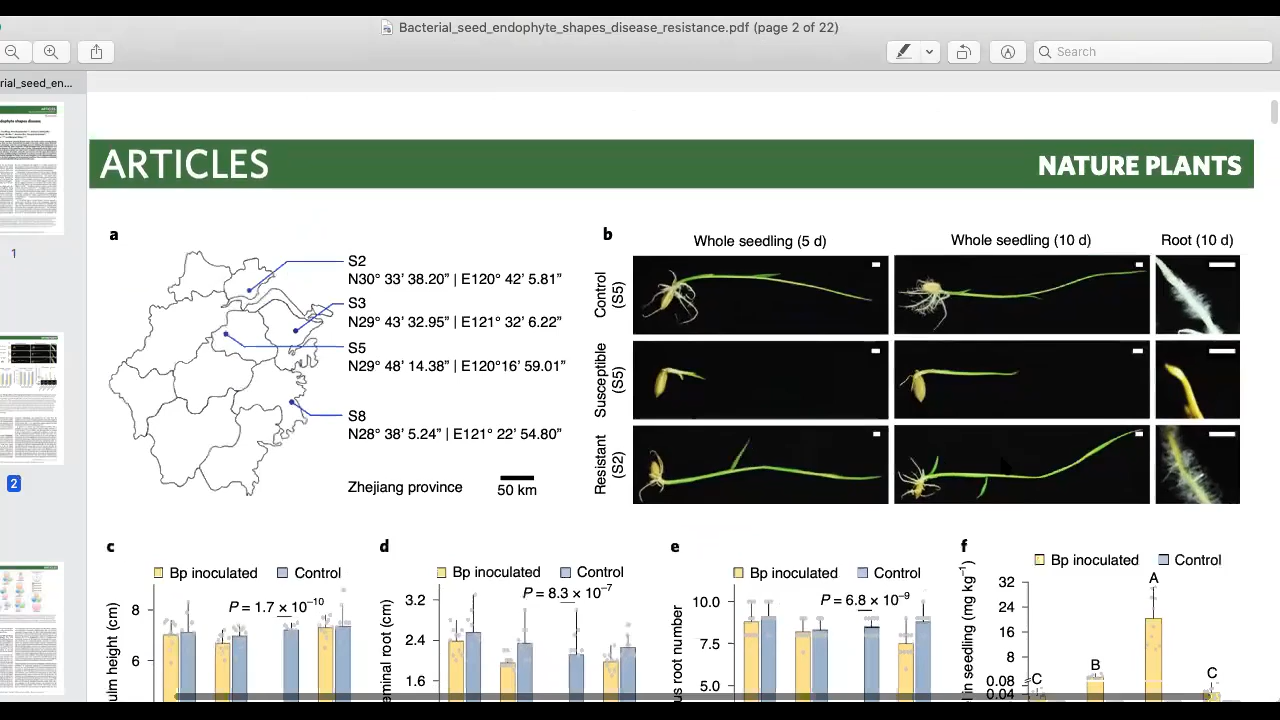 Bacterial_seed_endophyte_shapes_disease_resistance.pdf (page 2 of 22)
Search
rial_seed_en...
ARTICLES
NATURE PLANTS
1
2
a
S2
N30° 33’ 38.20” | E120° 42’ 5.81”
S3
N29° 43’ 32.95” | E121° 32’ 6.22”
S5
N29° 48’ 14.38” | E120°16’ 59.01”
S8
N28° 38’ 5.24” | E121° 22’ 54.80”
Zhejiang province
50 km
b
Whole seedling (5 d)
Whole seedling (10 d)
Root (10 d)
Control
(S5)
Susceptible
(S5)
Resistant
(S2)
c
Bp inoculated
Control
P = 1.7 × 10–10
ulm height (cm)
8
6
d
Bp inoculated
Control
P = 8.3 × 10–7
eminal root (cm)
3.2
2.4
1.6
e
Bp inoculated
Control
P = 6.8 × 10–9
us root number
10.0
7.5
5.0
f
Bp inoculated
Control
in seedling (mg kg–1)
32
24
16
8
0.08
0.04
C
B
A
C